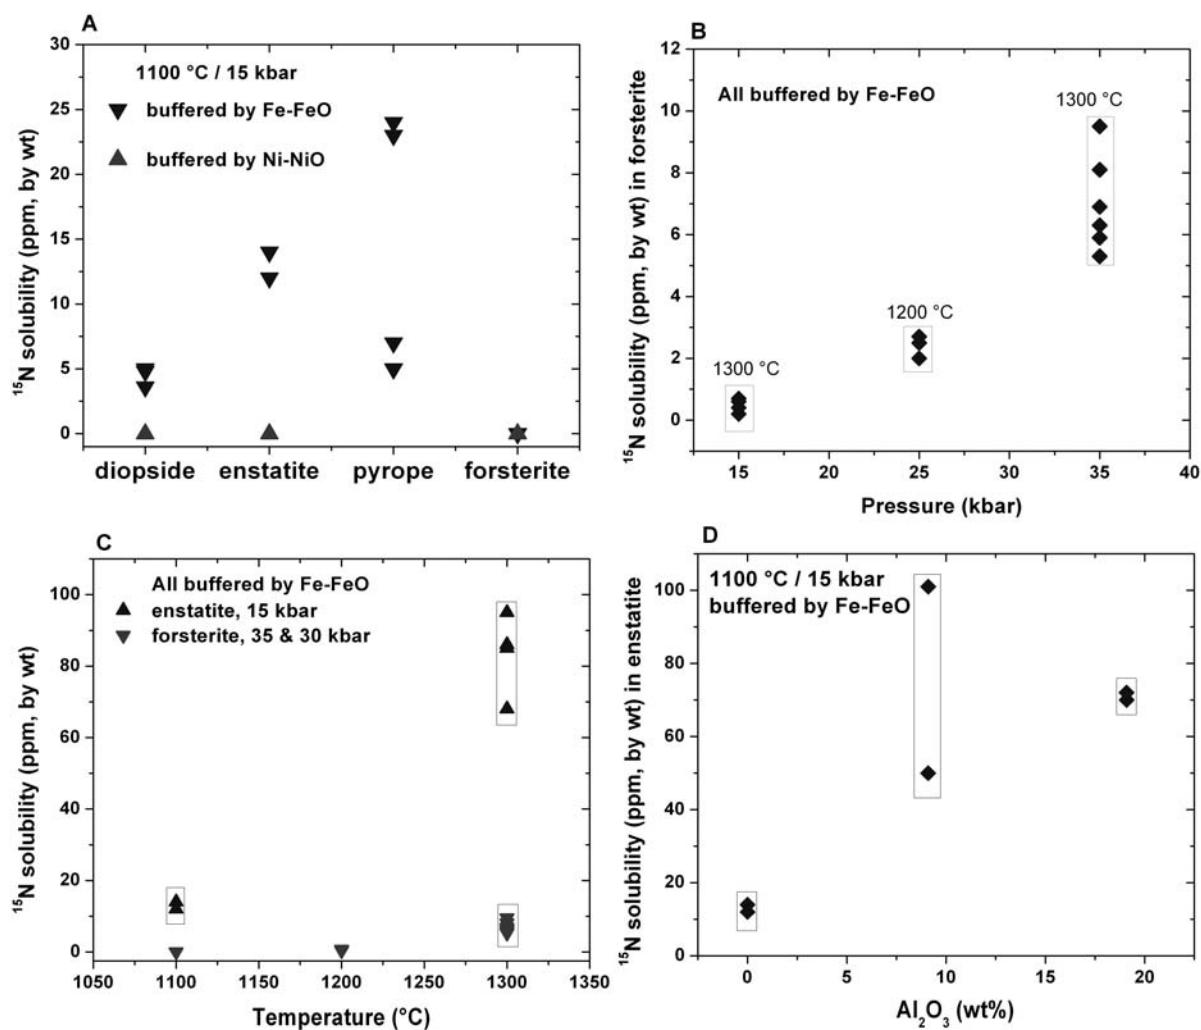 A
30
25
20
15
10
5
0
¹⁵N solubility (ppm, by wt)
1100 °C / 15 kbar
buffered by Fe-FeO
buffered by Ni-NiO
diopside enstatite pyrope forsterite
B
12
10
8
6
4
2
0
¹⁵N solubility (ppm, by wt) in forsterite
All buffered by Fe-FeO
1300 °C
1200 °C
1300 °C
15 20 25 30 35 40
Pressure (kbar)
C
100
80
60
40
20
0
¹⁵N solubility (ppm, by wt)
All buffered by Fe-FeO
enstatite, 15 kbar
forsterite, 35 & 30 kbar
1050 1100 1150 1200 1250 1300 1350
Temperature (°C)
D
100
80
60
40
20
0
¹⁵N solubility (ppm, by wt) in enstatite
1100 °C / 15 kbar
buffered by Fe-FeO
0 5 10 15 20
Al₂O₃ (wt%)